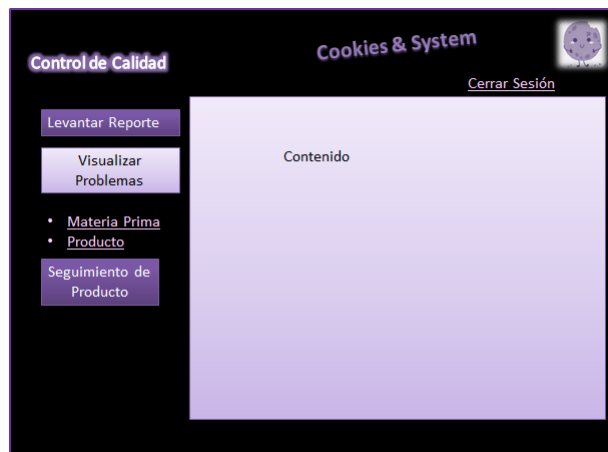 Control de Calidad
Cookies & System
Cerrar Sesión
Levantar Reporte
Visualizar
Problemas
• Materia Prima
• Producto
Seguimiento de
Producto
Contenido